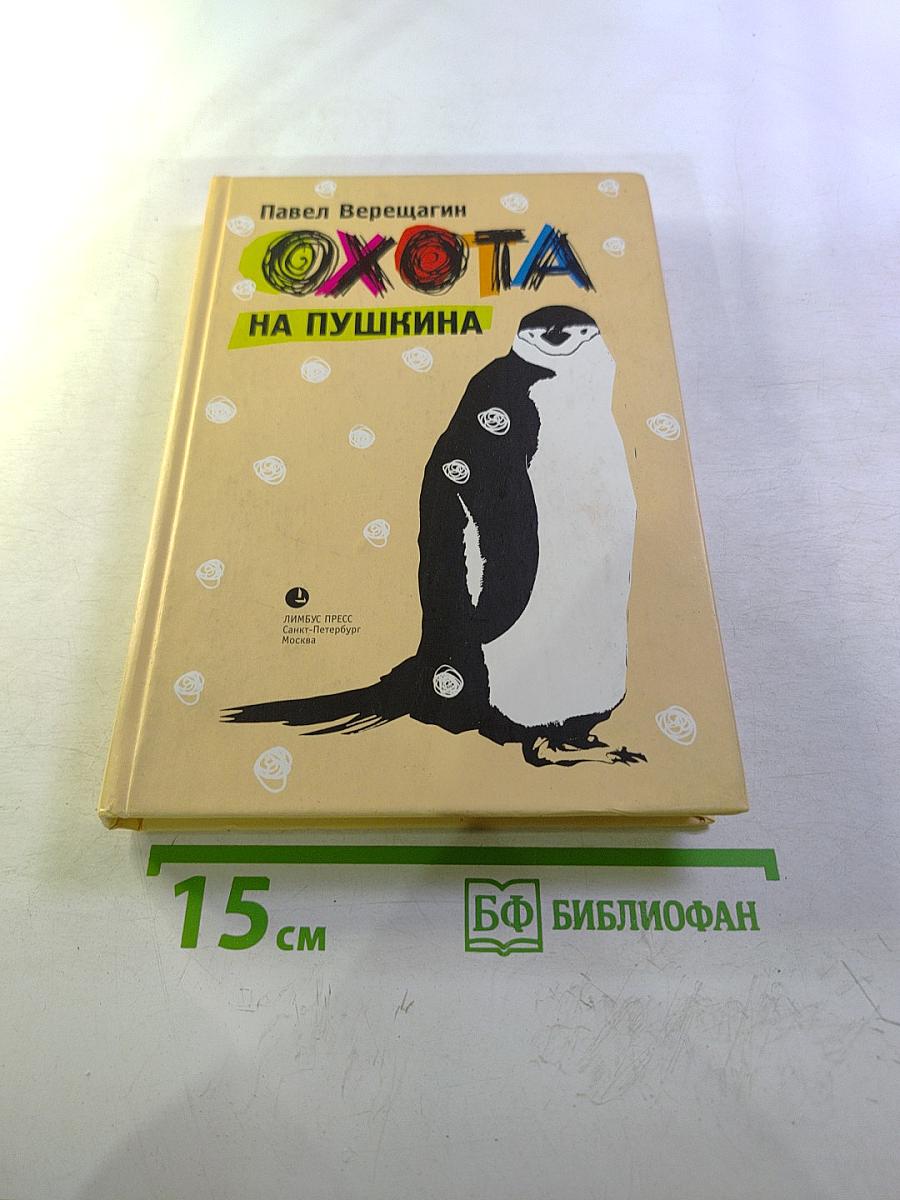 Павел Верещагин
ОХОТА
НА ПУШКИНА
ЛИМБУС ПРЕСС
Санкт-Петербург
Москва
15 см
БФ БИБЛИОФАН